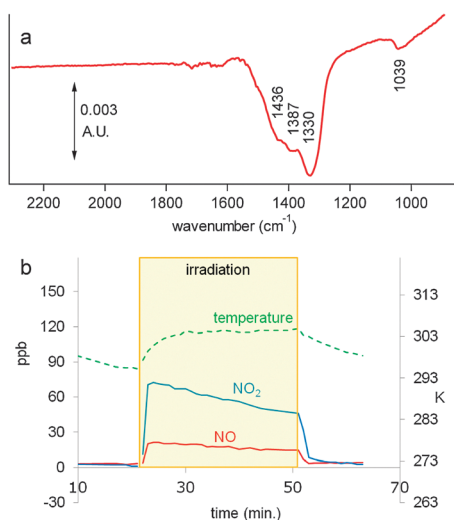 a
0.003
A.U.
1436
1387
1330
1039
2200 2000 1800 1600 1400 1200 1000
wavenumber (cm⁻¹)
b
irradiation
ppb
150
120
90
60
30
0
-30
temperature
NO₂
NO
313
303
293
283
273
263
K
10 30 50 70
time (min.)